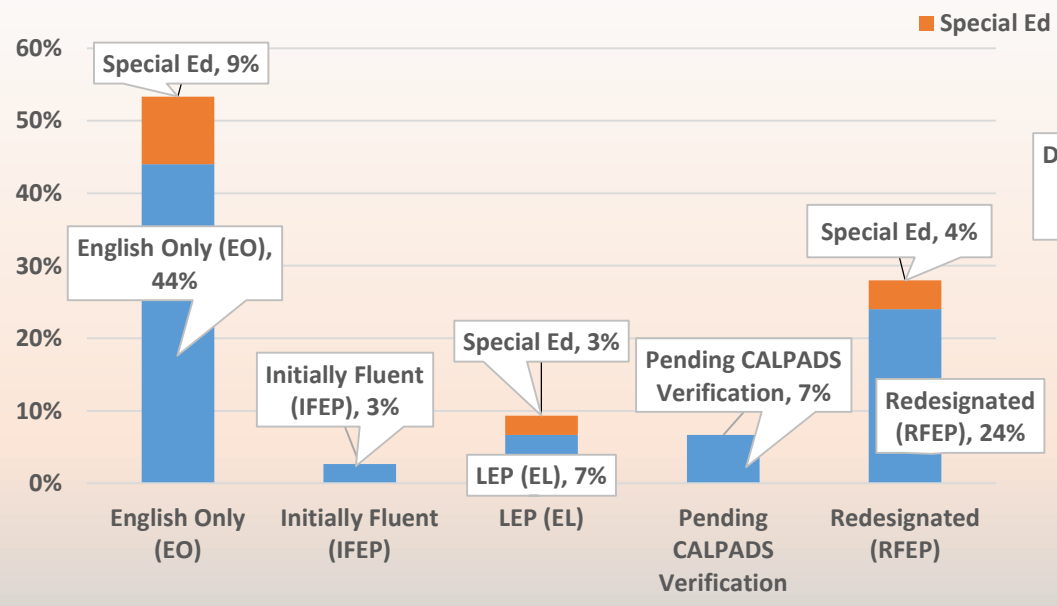 Special Ed
60%
50%
40%
30%
20%
10%
0%
Special Ed, 9%
English Only (EO),
44%
Initially Fluent
(IFEP), 3%
Special Ed, 3%
LEP (EL), 7%
Pending CALPADS
Verification, 7%
Special Ed, 4%
Redesignated
(RFEP), 24%
D
English Only
(EO)
Initially Fluent
(IFEP)
LEP (EL)
Pending
CALPADS
Verification
Redesignated
(RFEP)